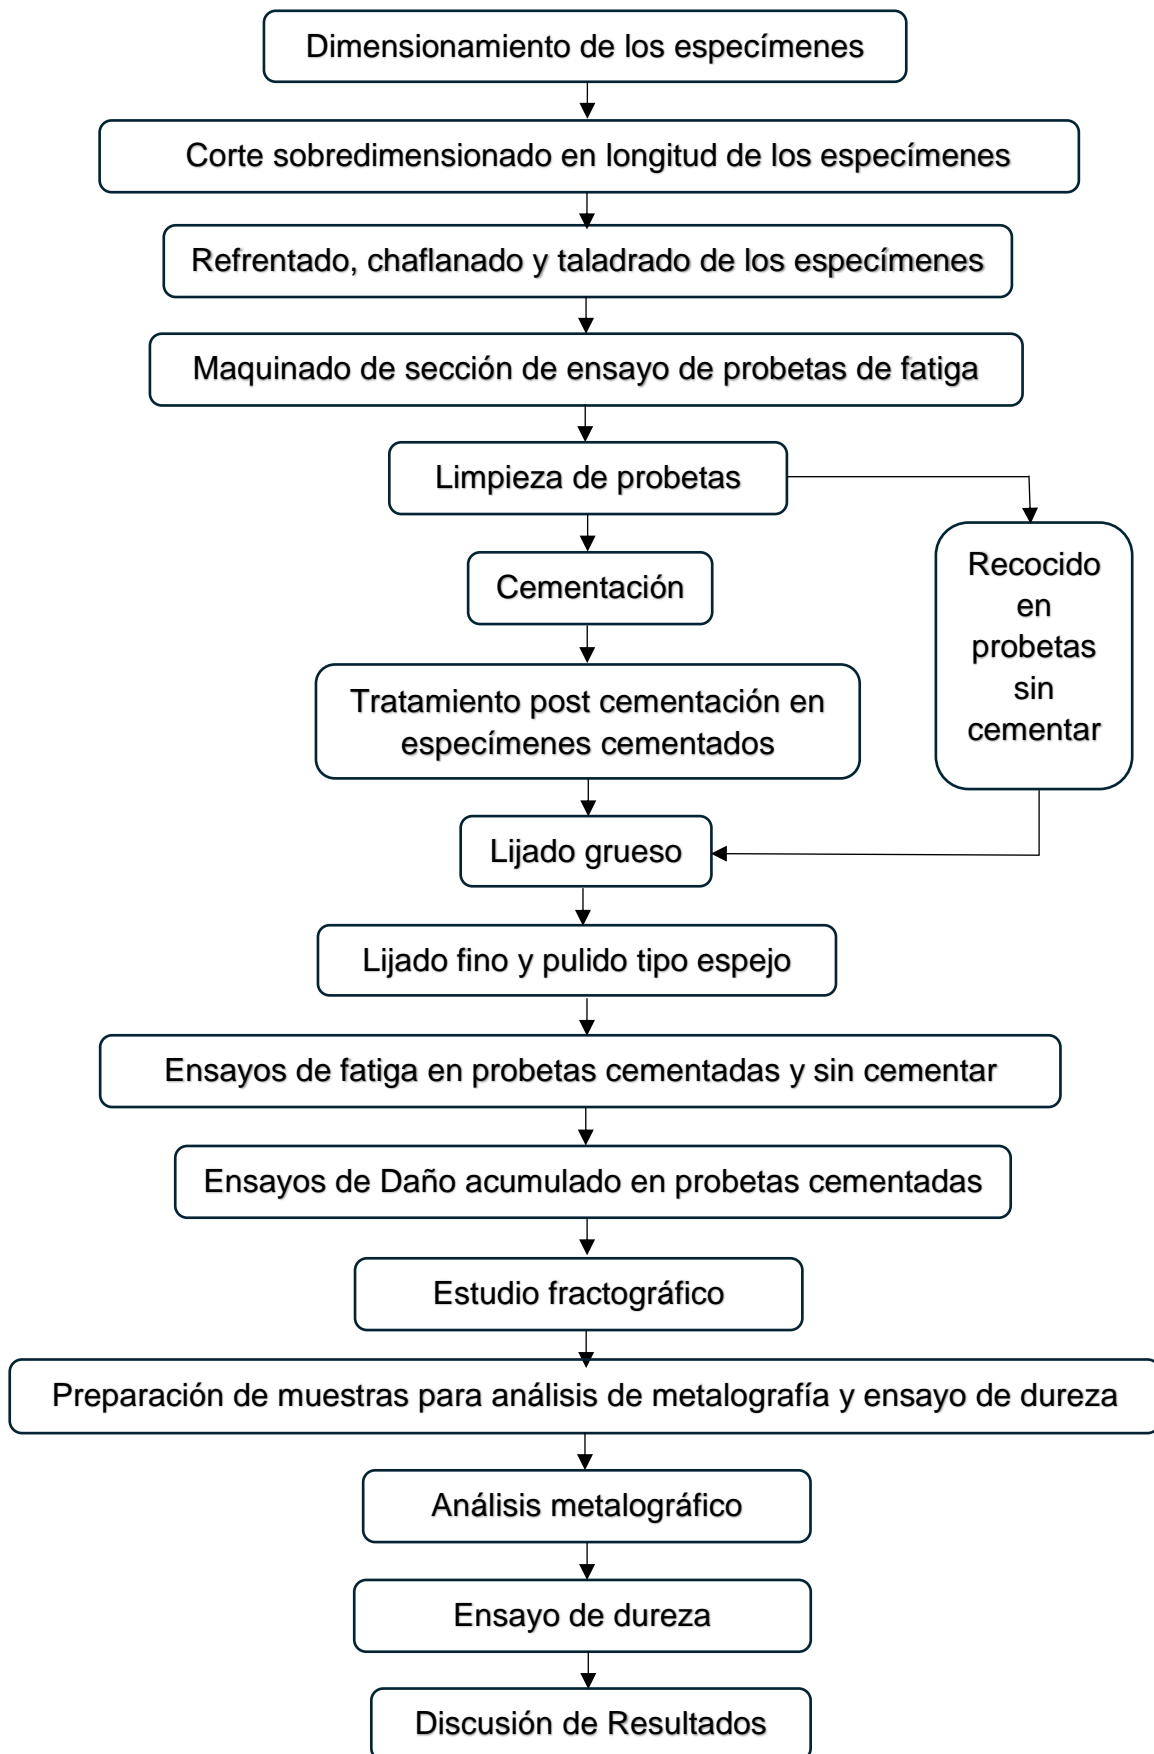 Dimensionamiento de los especímenes
Corte sobredimensionado en longitud de los especímenes
Refrentado, chaflanado y taladrado de los especímenes
Maquinado de sección de ensayo de probetas de fatiga
Limpieza de probetas
Cementación
Recocido
en
probetas
sin
cementar
Tratamiento post cementación en
especímenes cementados
Lijado grueso
Lijado fino y pulido tipo espejo
Ensayos de fatiga en probetas cementadas y sin cementar
Ensayos de Daño acumulado en probetas cementadas
Estudio fractográfico
Preparación de muestras para análisis de metalografía y ensayo de dureza
Análisis metalográfico
Ensayo de dureza
Discusión de Resultados